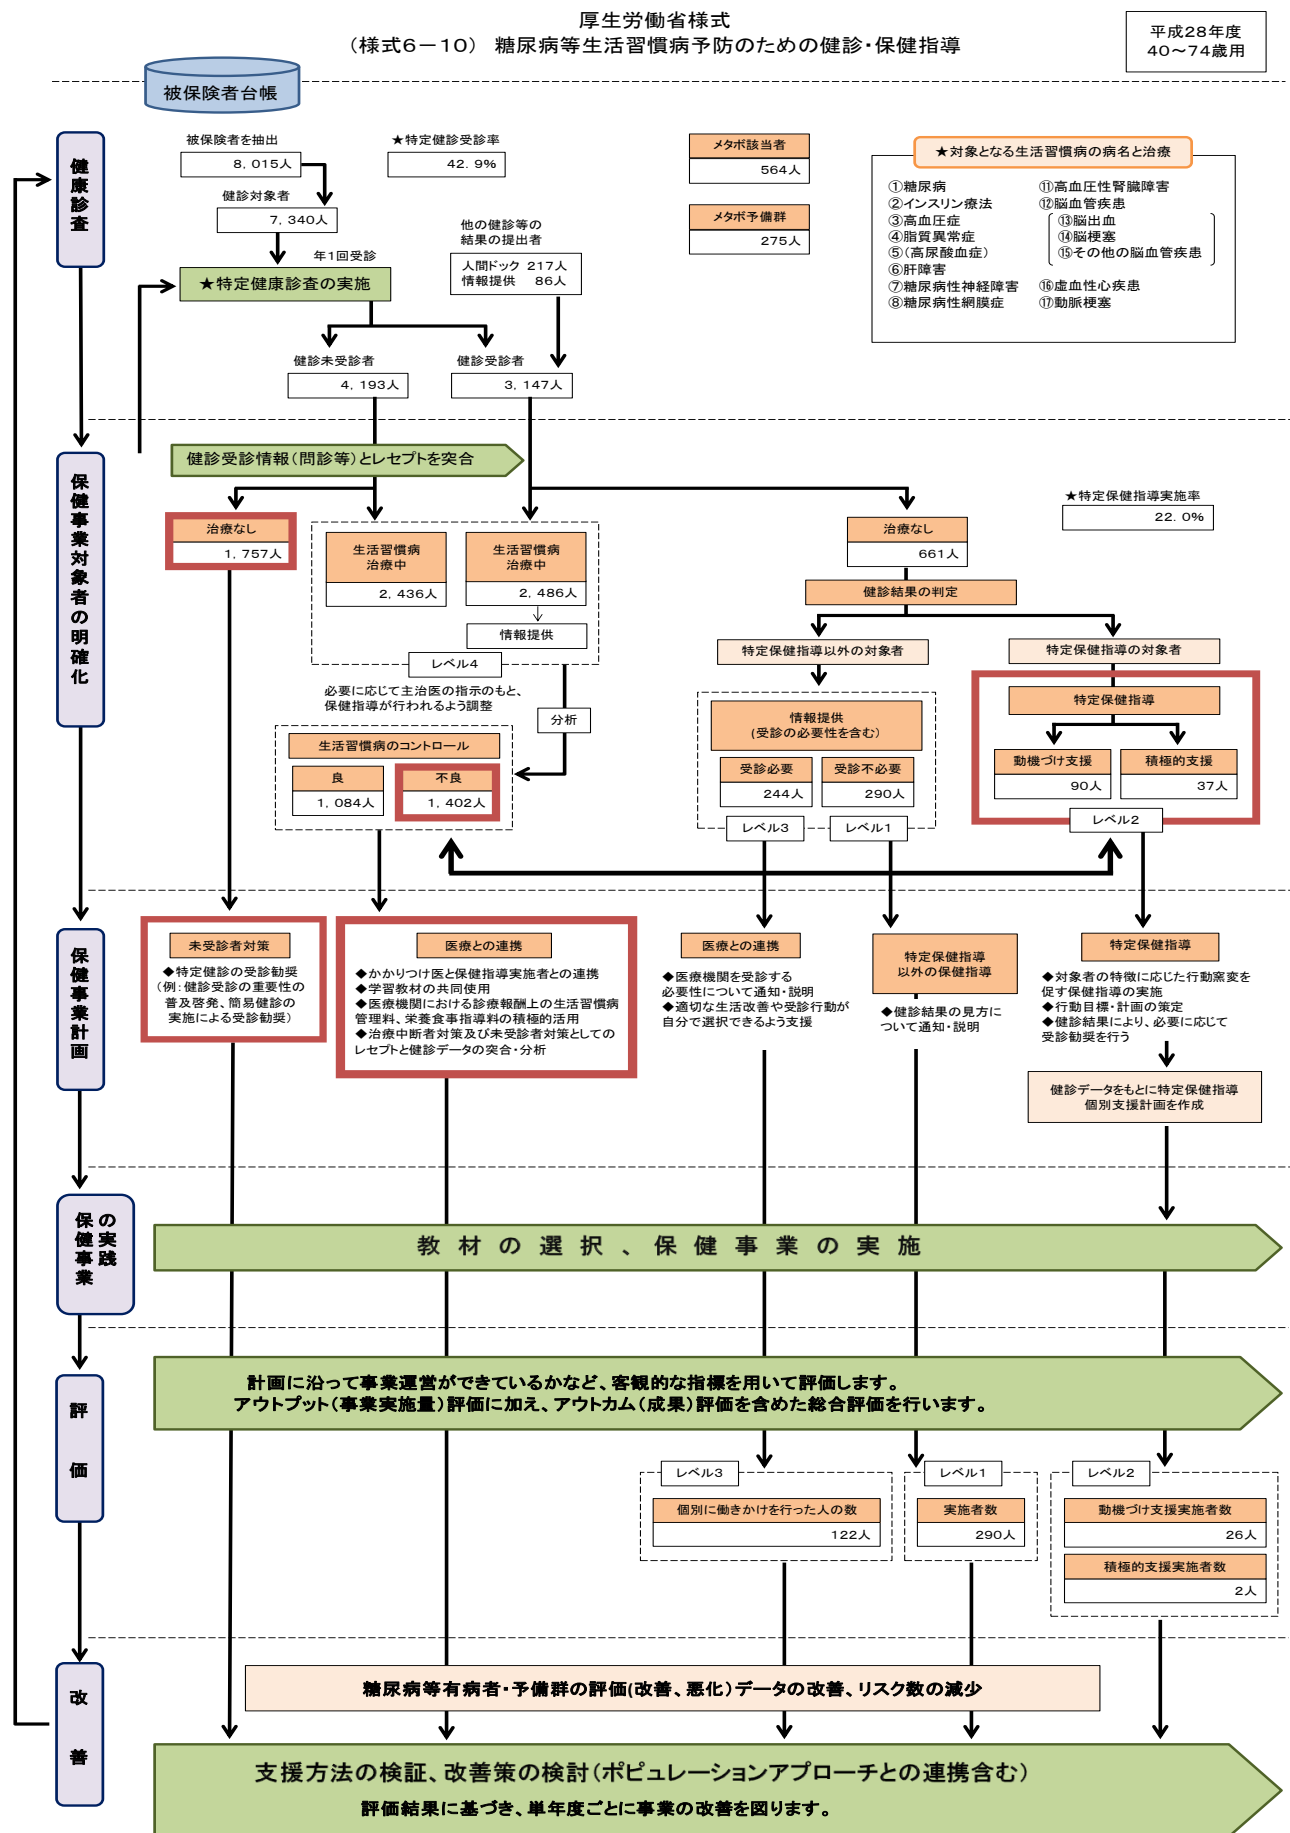 厚生労働省様式
(様式6-10) 糖尿病等生活習慣病予防のための健診・保健指導
平成28年度
40~74歳用
被保険者台帳
健康診査
被保険者を抽出
8,015人
★特定健診受診率
42.9%
健診対象者
7,340人
年1回受診
★特定健康診査の実施
他の健診等の
結果の提出者
人間ドック 217人
情報提供 86人
メタボ該当者
564人
メタボ予備群
275人
★対象となる生活習慣病の病名と治療
①糖尿病
②インスリン療法
③高血圧症
④脂質異常症
⑤(高尿酸血症)
⑥肝障害
⑦糖尿病性神経障害
⑧糖尿病性網膜症
⑪高血圧性腎臓障害
⑫脳血管疾患
⑬脳出血
⑭脳梗塞
⑮その他の脳血管疾患
⑯虚血性心疾患
⑰動脈梗塞
健診未受診者
4,193人
健診受診者
3,147人
保健事業対象者の明確化
健診受診情報(問診等)とレセプトを突合
治療なし
1,757人
生活習慣病
治療中
2,436人
生活習慣病
治療中
2,486人
情報提供
レベル4
必要に応じて主治医の指示のもと、
保健指導が行われるよう調整
分析
生活習慣病のコントロール
良
1,084人
不良
1,402人
★特定保健指導実施率
22.0%
治療なし
661人
健診結果の判定
特定保健指導以外の対象者
情報提供
(受診の必要性を含む)
受診必要
244人
受診不必要
290人
レベル3
レベル1
特定保健指導の対象者
特定保健指導
動機づけ支援
90人
積極的支援
37人
レベル2
保健事業計画
未受診者対策
◆特定健診の受診勧奨
(例:健診受診の重要性の
普及啓発、簡易健診の
実施による受診勧奨)
医療との連携
◆かかりつけ医と保健指導実施者との連携
◆学習教材の共同使用
◆医療機関における診療報酬上の生活習慣病
管理料、栄養食事指導料の積極的活用
◆治療中断者対策及び未受診者対策としての
レセプトと健診データの突合・分析
医療との連携
◆医療機関を受診する
必要性について通知・説明
◆適切な生活改善や受診行動が
自分で選択できるよう支援
特定保健指導
以外の保健指導
◆健診結果の見方に
ついて通知・説明
特定保健指導
◆対象者の特徴に応じた行動窯変を
促す保健指導の実施
◆行動目標・計画の策定
◆健診結果により、必要に応じて
受診勧奨を行う
健診データをもとに特定保健指導
個別支援計画を作成
保健事業
の実践
教材の選択、保健事業の実施
評価
計画に沿って事業運営ができているかなど、客観的な指標を用いて評価します。
アウトプット(事業実施量)評価に加え、アウトカム(成果)評価を含めた総合評価を行います。
レベル3
個別に働きかけを行った人の数
122人
レベル1
実施者数
290人
レベル2
動機づけ支援実施者数
26人
積極的支援実施者数
2人
改善
糖尿病等有病者・予備群の評価(改善、悪化)データの改善、リスク数の減少
支援方法の検証、改善策の検討(ポピュレーションアプローチとの連携含む)
評価結果に基づき、単年度ごとに事業の改善を図ります。